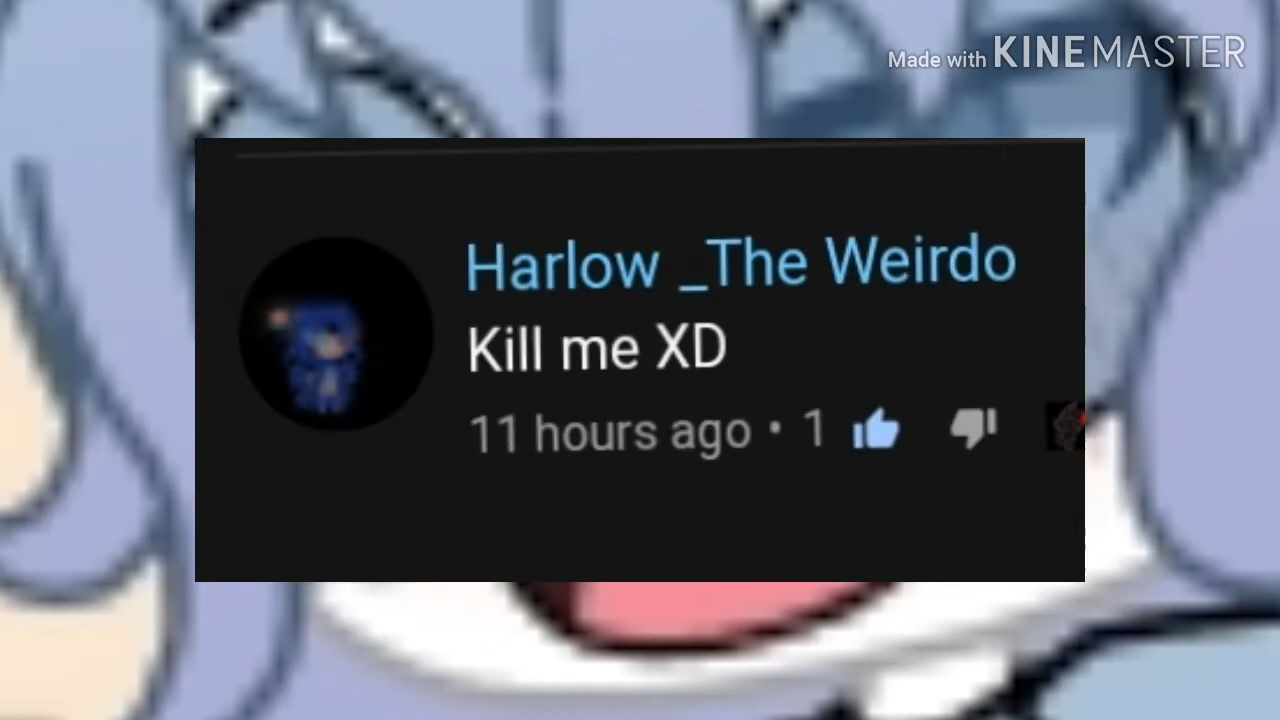 Made with KINEMASTER
Harlow _The Weirdo
Kill me XD
11 hours ago • 1